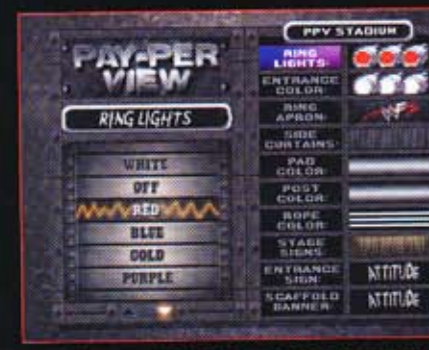 PAY-PER
VIEW
RING LIGHTS
WHITE
OFF
RED
BLUE
GOLD
PURPLE
PPV STADIUM
RING
LIGHTS:
ENTRANCE
COLOR:
RING
APRON:
SIDE
CURTAINS:
PAD
COLOR:
POST
COLOR:
ROPE
COLOR:
STAGE
SIGNS:
ENTRANCE
SIGN:
ATTITUDE
SCAFFOLD
BANNER:
ATTITUDE